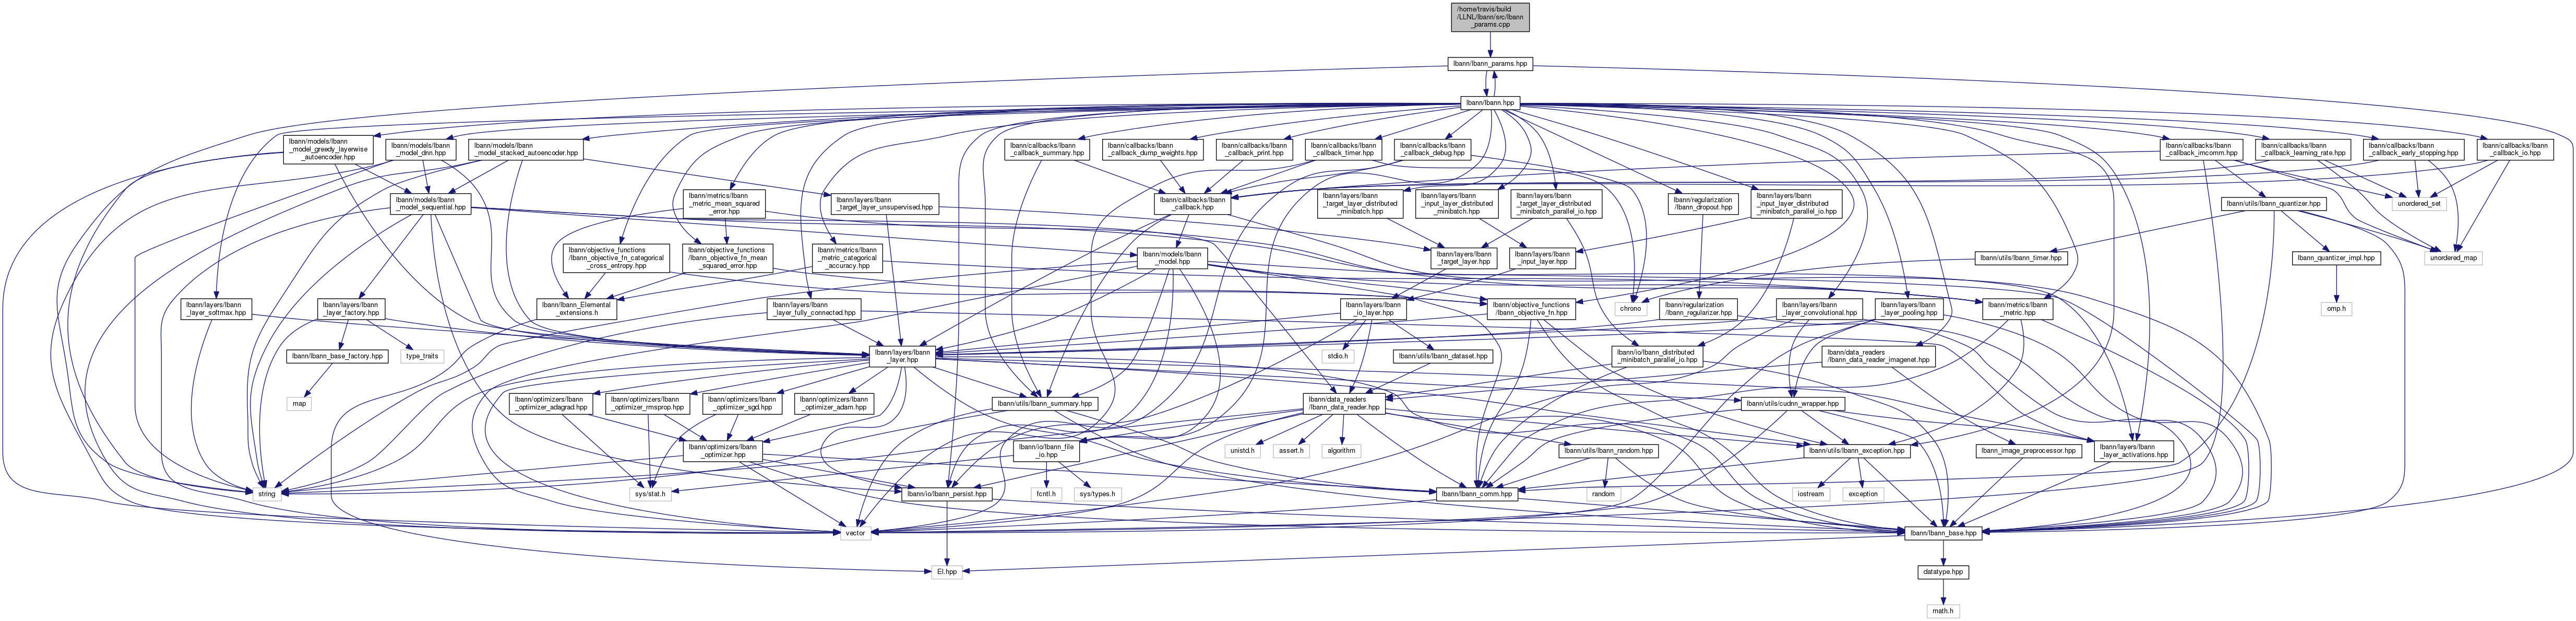 /home/travis/build
/LLNL/lbann/src/lbann
_params.cpp
lbann/lbann_params.hpp
lbann/lbann.hpp
lbann/models/lbann
_model_greedy_layerwise
_autoencoder.hpp
lbann/models/lbann
_model_dnn.hpp
lbann/models/lbann
_model_stacked_autoencoder.hpp
lbann/callbacks/lbann
_callback_summary.hpp
lbann/callbacks/lbann
_callback_dump_weights.hpp
lbann/callbacks/lbann
_callback_print.hpp
lbann/callbacks/lbann
_callback_timer.hpp
lbann/callbacks/lbann
_callback_debug.hpp
lbann/callbacks/lbann
_callback_imcomm.hpp
lbann/callbacks/lbann
_callback_learning_rate.hpp
lbann/callbacks/lbann
_callback_early_stopping.hpp
lbann/callbacks/lbann
_callback_io.hpp
lbann/models/lbann
_model_sequential.hpp
lbann/metrics/lbann
_metric_mean_squared
_error.hpp
lbann/layers/lbann
_target_layer_unsupervised.hpp
lbann/callbacks/lbann
_callback.hpp
lbann/layers/lbann
_target_layer_distributed
_minibatch.hpp
lbann/layers/lbann
_input_layer_distributed
_minibatch.hpp
lbann/layers/lbann
_target_layer_distributed
_minibatch_parallel_io.hpp
lbann/regularization
/lbann_dropout.hpp
lbann/layers/lbann
_input_layer_distributed
_minibatch_parallel_io.hpp
unordered_set
lbann/utils/lbann_quantizer.hpp
lbann/objective_functions
/lbann_objective_fn_categorical
_cross_entropy.hpp
lbann/objective_functions
/lbann_objective_fn_mean
_squared_error.hpp
lbann/metrics/lbann
_metric_categorical
_accuracy.hpp
lbann/models/lbann
_model.hpp
lbann/layers/lbann
_target_layer.hpp
lbann/layers/lbann
_input_layer.hpp
lbann/utils/lbann_timer.hpp
lbann_quantizer_impl.hpp
unordered_map
lbann/layers/lbann
_layer_softmax.hpp
lbann/layers/lbann
_layer_factory.hpp
lbann/lbann_Elemental
_extensions.h
lbann/layers/lbann
_layer_fully_connected.hpp
lbann/layers/lbann
_io_layer.hpp
lbann/objective_functions
/lbann_objective_fn.hpp
chrono
lbann/regularization
/lbann_regularizer.hpp
lbann/layers/lbann
_layer_convolutional.hpp
lbann/layers/lbann
_layer_pooling.hpp
lbann/metrics/lbann
_metric.hpp
omp.h
lbann/lbann_base_factory.hpp
type_traits
lbann/layers/lbann
_layer.hpp
stdio.h
lbann/utils/lbann_dataset.hpp
lbann/io/lbann_distributed
_minibatch_parallel_io.hpp
lbann/data_readers
/lbann_data_reader_imagenet.hpp
map
lbann/optimizers/lbann
_optimizer_adagrad.hpp
lbann/optimizers/lbann
_optimizer_rmsprop.hpp
lbann/optimizers/lbann
_optimizer_sgd.hpp
lbann/optimizers/lbann
_optimizer_adam.hpp
lbann/utils/lbann_summary.hpp
lbann/data_readers
/lbann_data_reader.hpp
lbann/utils/cudnn_wrapper.hpp
lbann/optimizers/lbann
_optimizer.hpp
lbann/io/lbann_file
_io.hpp
unistd.h
assert.h
algorithm
lbann/utils/lbann_random.hpp
lbann/utils/lbann_exception.hpp
lbann_image_preprocessor.hpp
lbann/layers/lbann
_layer_activations.hpp
string
sys/stat.h
lbann/io/lbann_persist.hpp
fcntl.h
sys/types.h
lbann/lbann_comm.hpp
random
iostream
exception
vector
lbann/lbann_base.hpp
El.hpp
datatype.hpp
math.h